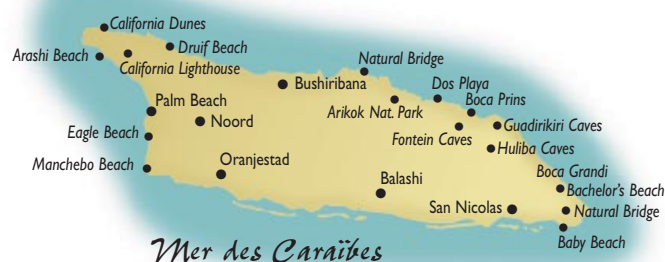 California Dunes
Arashi Beach
Druif Beach
California Lighthouse
Natural Bridge
Bushiribana
Dos Playa
Arikok Nat. Park
Boca Prins
Palm Beach
Noord
Eagle Beach
Fontein Caves
Guadirikiri Caves
Huliba Caves
Manchebo Beach
Oranjestad
Boca Grandi
Balashi
Bachelor's Beach
San Nicolas
Natural Bridge
Baby Beach
Mer des Caraïbes